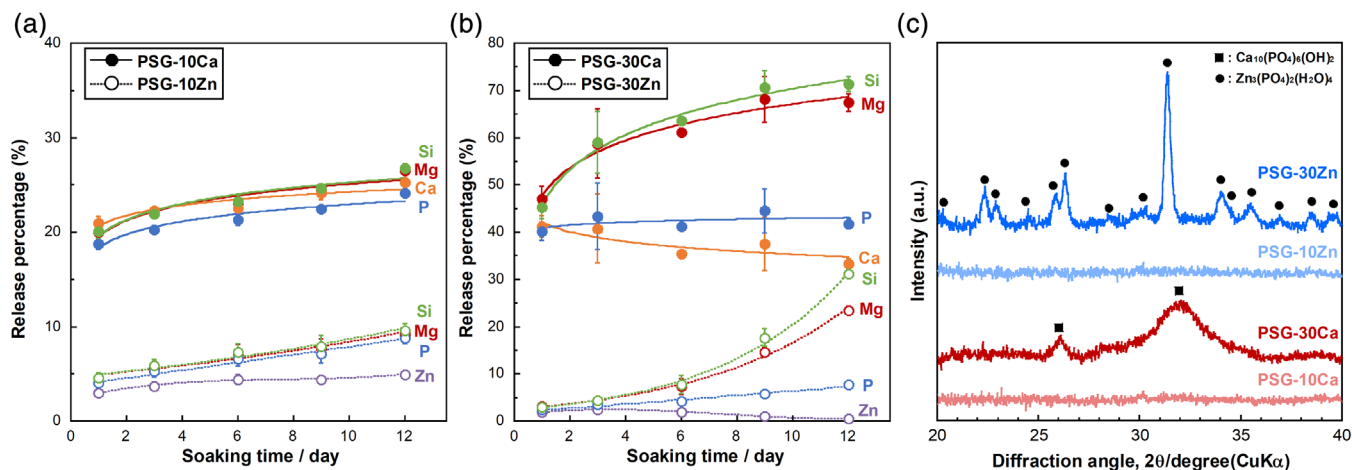 (a)
PSG-10Ca
PSG-10Zn
Release percentage (%)
40
30
20
10
0
Si
Mg
Ca
P
Si
Mg
P
Zn
0 2 4 6 8 10 12
Soaking time / day
(b)
PSG-30Ca
PSG-30Zn
Release percentage (%)
80
70
60
50
40
30
20
10
0
Si
Mg
P
Ca
Si
Mg
P
Zn
0 2 4 6 8 10 12
Soaking time / day
(c)
: Ca₁₀(PO₄)₆(OH)₂
: Zn₃(PO₄)₂(H₂O)₄
Intensity (a.u.)
PSG-30Zn
PSG-10Zn
PSG-30Ca
PSG-10Ca
20 25 30 35 40
Diffraction angle, 2θ/degree(CuKα)